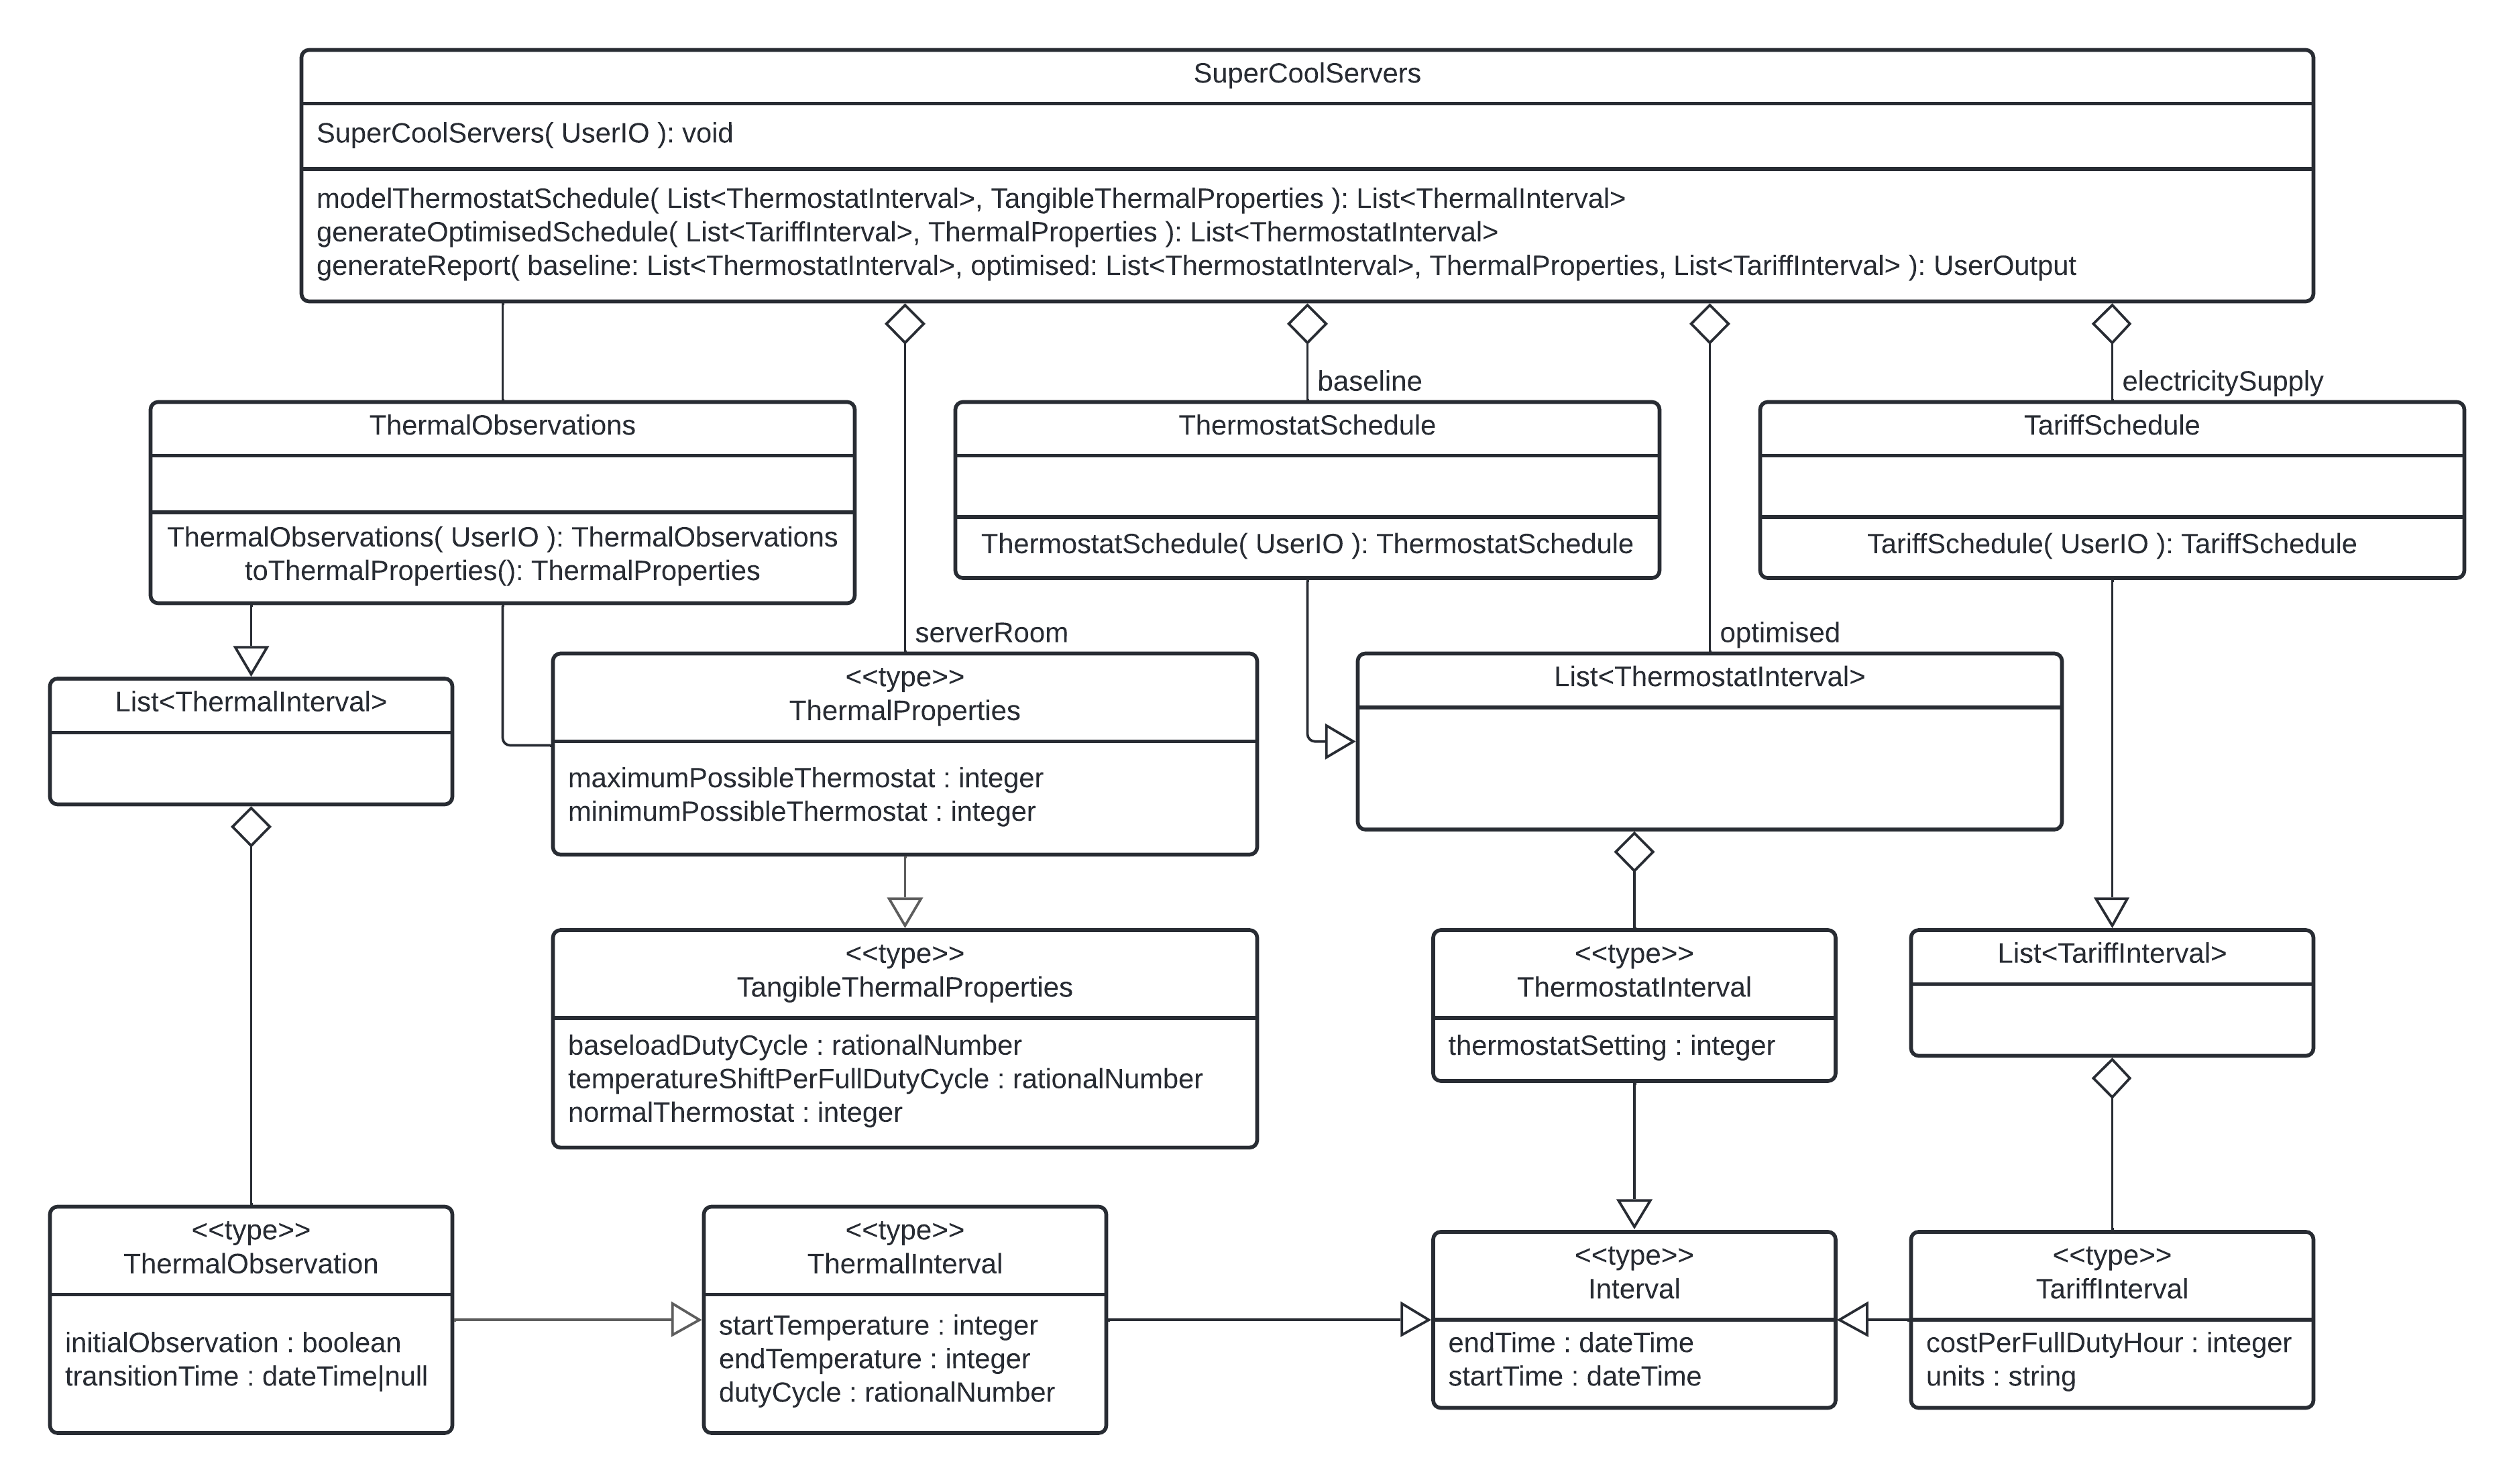 SuperCoolServers
SuperCoolServers( UserIO ): void
modelThermostatSchedule( List<ThermostatInterval>, TangibleThermalProperties ): List<ThermalInterval>
generateOptimisedSchedule( List<TariffInterval>, ThermalProperties ): List<ThermostatInterval>
generateReport( baseline: List<ThermostatInterval>, optimised: List<ThermostatInterval>, ThermalProperties, List<TariffInterval> ): UserOutput
baseline
electricitySupply
ThermalObservations
ThermalObservations( UserIO ): ThermalObservations
toThermalProperties(): ThermalProperties
ThermostatSchedule
ThermostatSchedule( UserIO ): ThermostatSchedule
TariffSchedule
TariffSchedule( UserIO ): TariffSchedule
serverRoom
optimised
List<ThermalInterval>
<<type>>
ThermalProperties
maximumPossibleThermostat : integer
minimumPossibleThermostat : integer
List<ThermostatInterval>
<<type>>
TangibleThermalProperties
baseloadDutyCycle : rationalNumber
temperatureShiftPerFullDutyCycle : rationalNumber
normalThermostat : integer
<<type>>
ThermostatInterval
thermostatSetting : integer
List<TariffInterval>
<<type>>
ThermalObservation
initialObservation : boolean
transitionTime : dateTime|null
<<type>>
ThermalInterval
startTemperature : integer
endTemperature : integer
dutyCycle : rationalNumber
<<type>>
Interval
endTime : dateTime
startTime : dateTime
<<type>>
TariffInterval
costPerFullDutyHour : integer
units : string